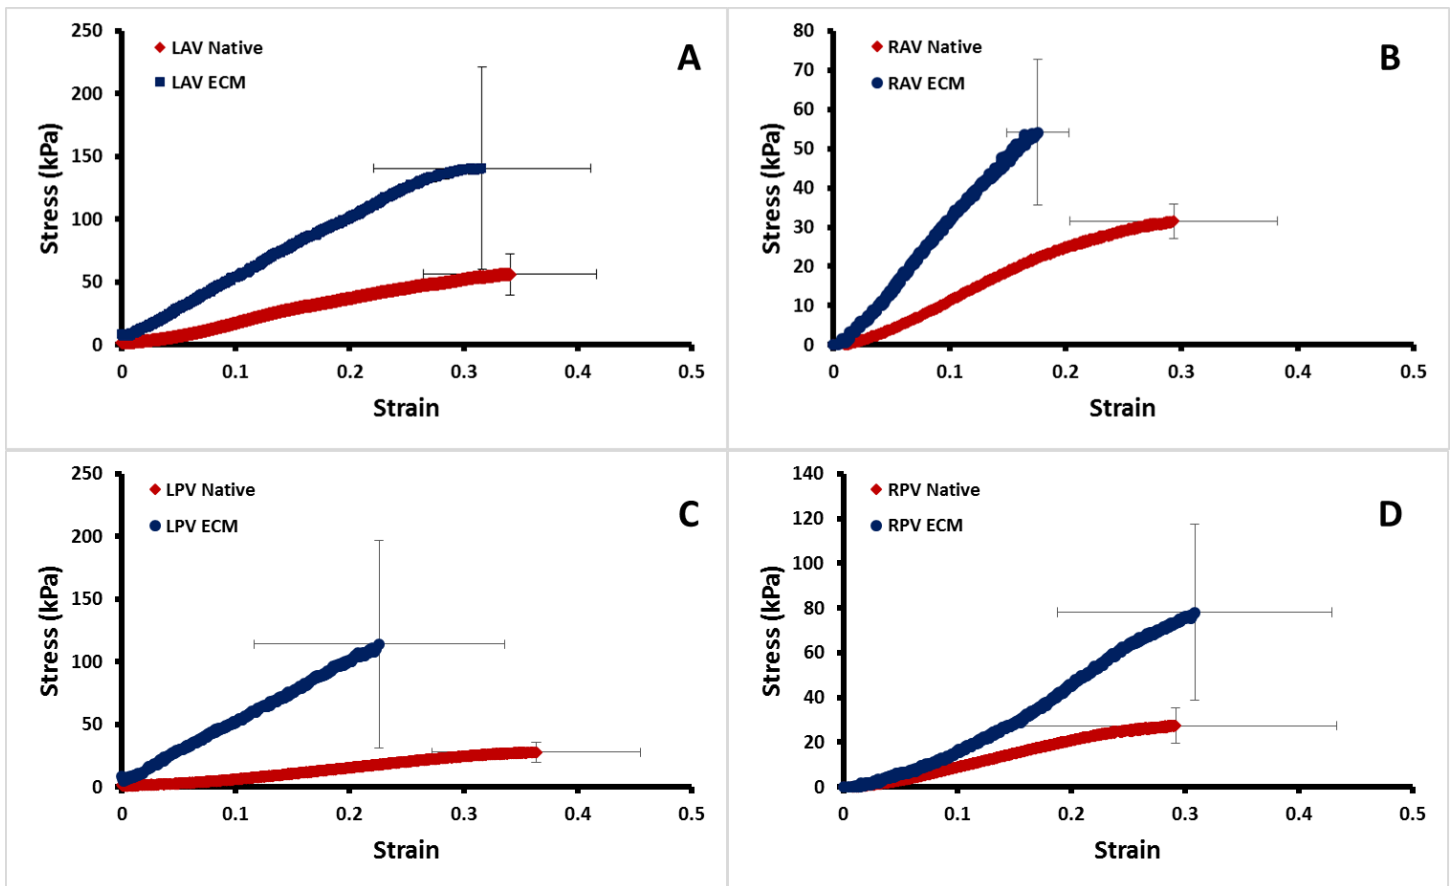 A
LAV Native
LAV ECM
Stress (kPa)
250
200
150
100
50
0
0 0.1 0.2 0.3 0.4 0.5
Strain
B
RAV Native
RAV ECM
Stress (kPa)
80
70
60
50
40
30
20
10
0
0 0.1 0.2 0.3 0.4 0.5
Strain
C
LPV Native
LPV ECM
Stress (kPa)
250
200
150
100
50
0
0 0.1 0.2 0.3 0.4 0.5
Strain
D
RPV Native
RPV ECM
Stress (kPa)
140
120
100
80
60
40
20
0
0 0.1 0.2 0.3 0.4 0.5
Strain